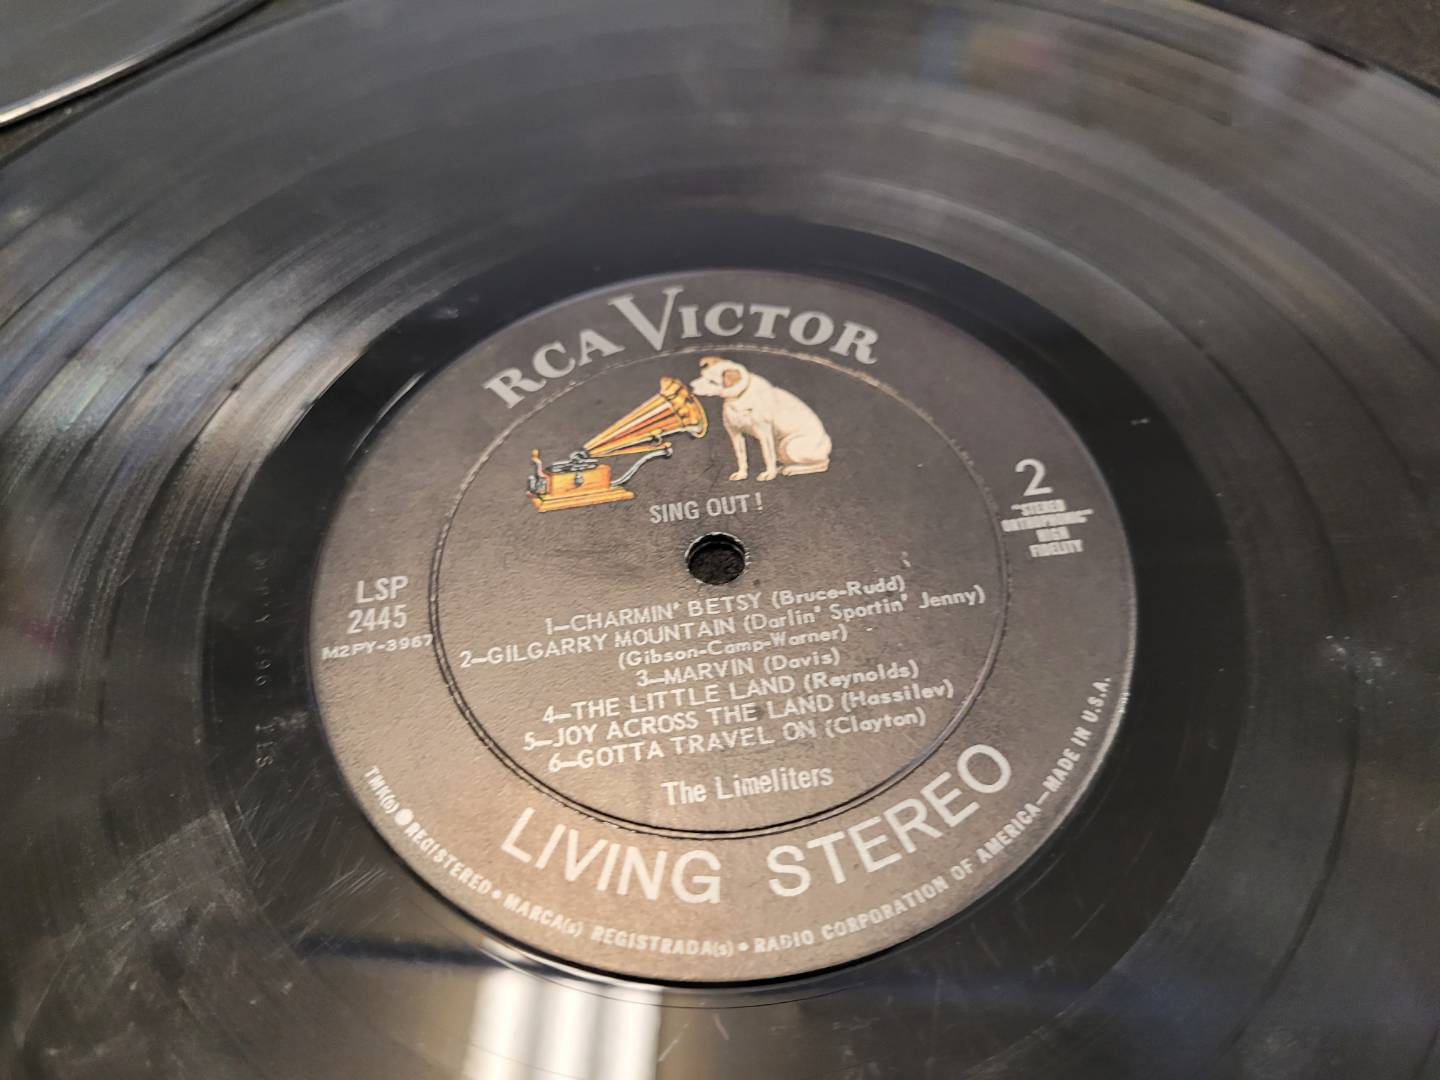 RCA VICTOR
SING OUT!
2
"STEREO
ORTHOPHONIC"
HIGH
FIDELITY
LSP
2445
M2PY-3967
1—CHARMIN' BETSY (Bruce-Rudd)
2—GILGARRY MOUNTAIN (Darlin' Sportin' Jenny)
(Gibson-Camp-Warner)
3—MARVIN (Davis)
4—THE LITTLE LAND (Reynolds)
5—JOY ACROSS THE LAND (Hassilev)
6—GOTTA TRAVEL ON (Clayton)
The Limeliters
LIVING STEREO
TMK(s) ● REGISTERED • MARCA(s) REGISTRADA(s) • RADIO CORPORATION OF AMERICA—MADE IN U.S.A.